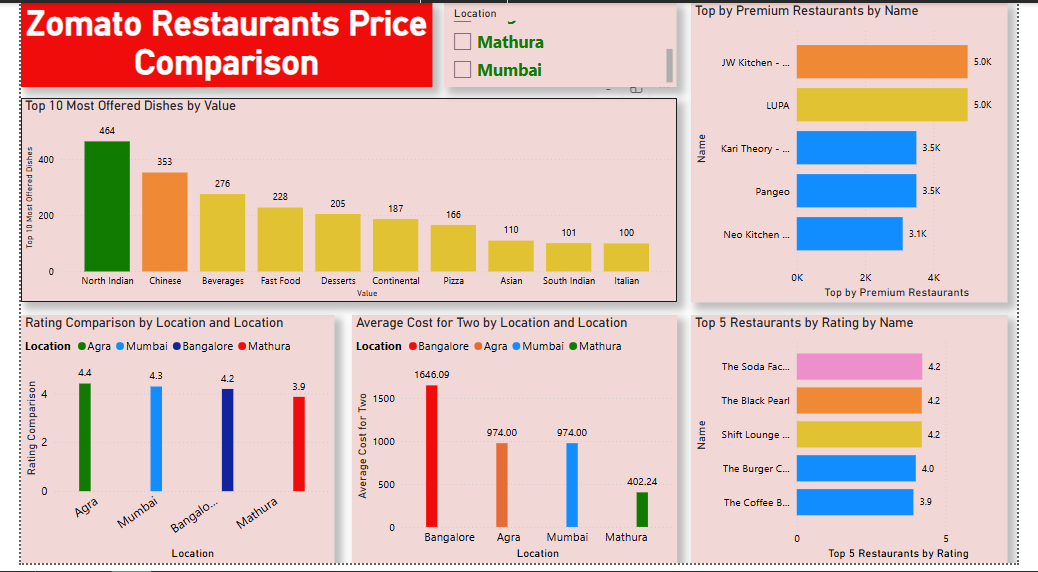 Zomato Restaurants Price
Comparison
Location
Mathura
Mumbai
Top by Premium Restaurants by Name
Name
JW Kitchen - ... 5.0K
LUPA 5.0K
Kari Theory - ... 3.5K
Pangeo 3.5K
Neo Kitchen ... 3.1K
0K 2K 4K
Top by Premium Restaurants
Top 10 Most Offered Dishes by Value
Top 10 Most Offered Dishes
400
200
0
464 353 276 228 205 187 166 110 101 100
North Indian Chinese Beverages Fast Food Desserts Continental Pizza Asian South Indian Italian
Value
Rating Comparison by Location and Location
Location Agra Mumbai Bangalore Mathura
Rating Comparison
4
2
0
4.4 4.3 4.2 3.9
Agra Mumbai Bangalo... Mathura
Location
Average Cost for Two by Location and Location
Location Bangalore Agra Mumbai Mathura
Average Cost for Two
1500
1000
500
0
1646.09 974.00 974.00 402.24
Bangalore Agra Mumbai Mathura
Location
Top 5 Restaurants by Rating by Name
Name
The Soda Fac... 4.2
The Black Pearl 4.2
Shift Lounge ... 4.2
The Burger C... 4.0
The Coffee B... 3.9
0 5
Top 5 Restaurants by Rating